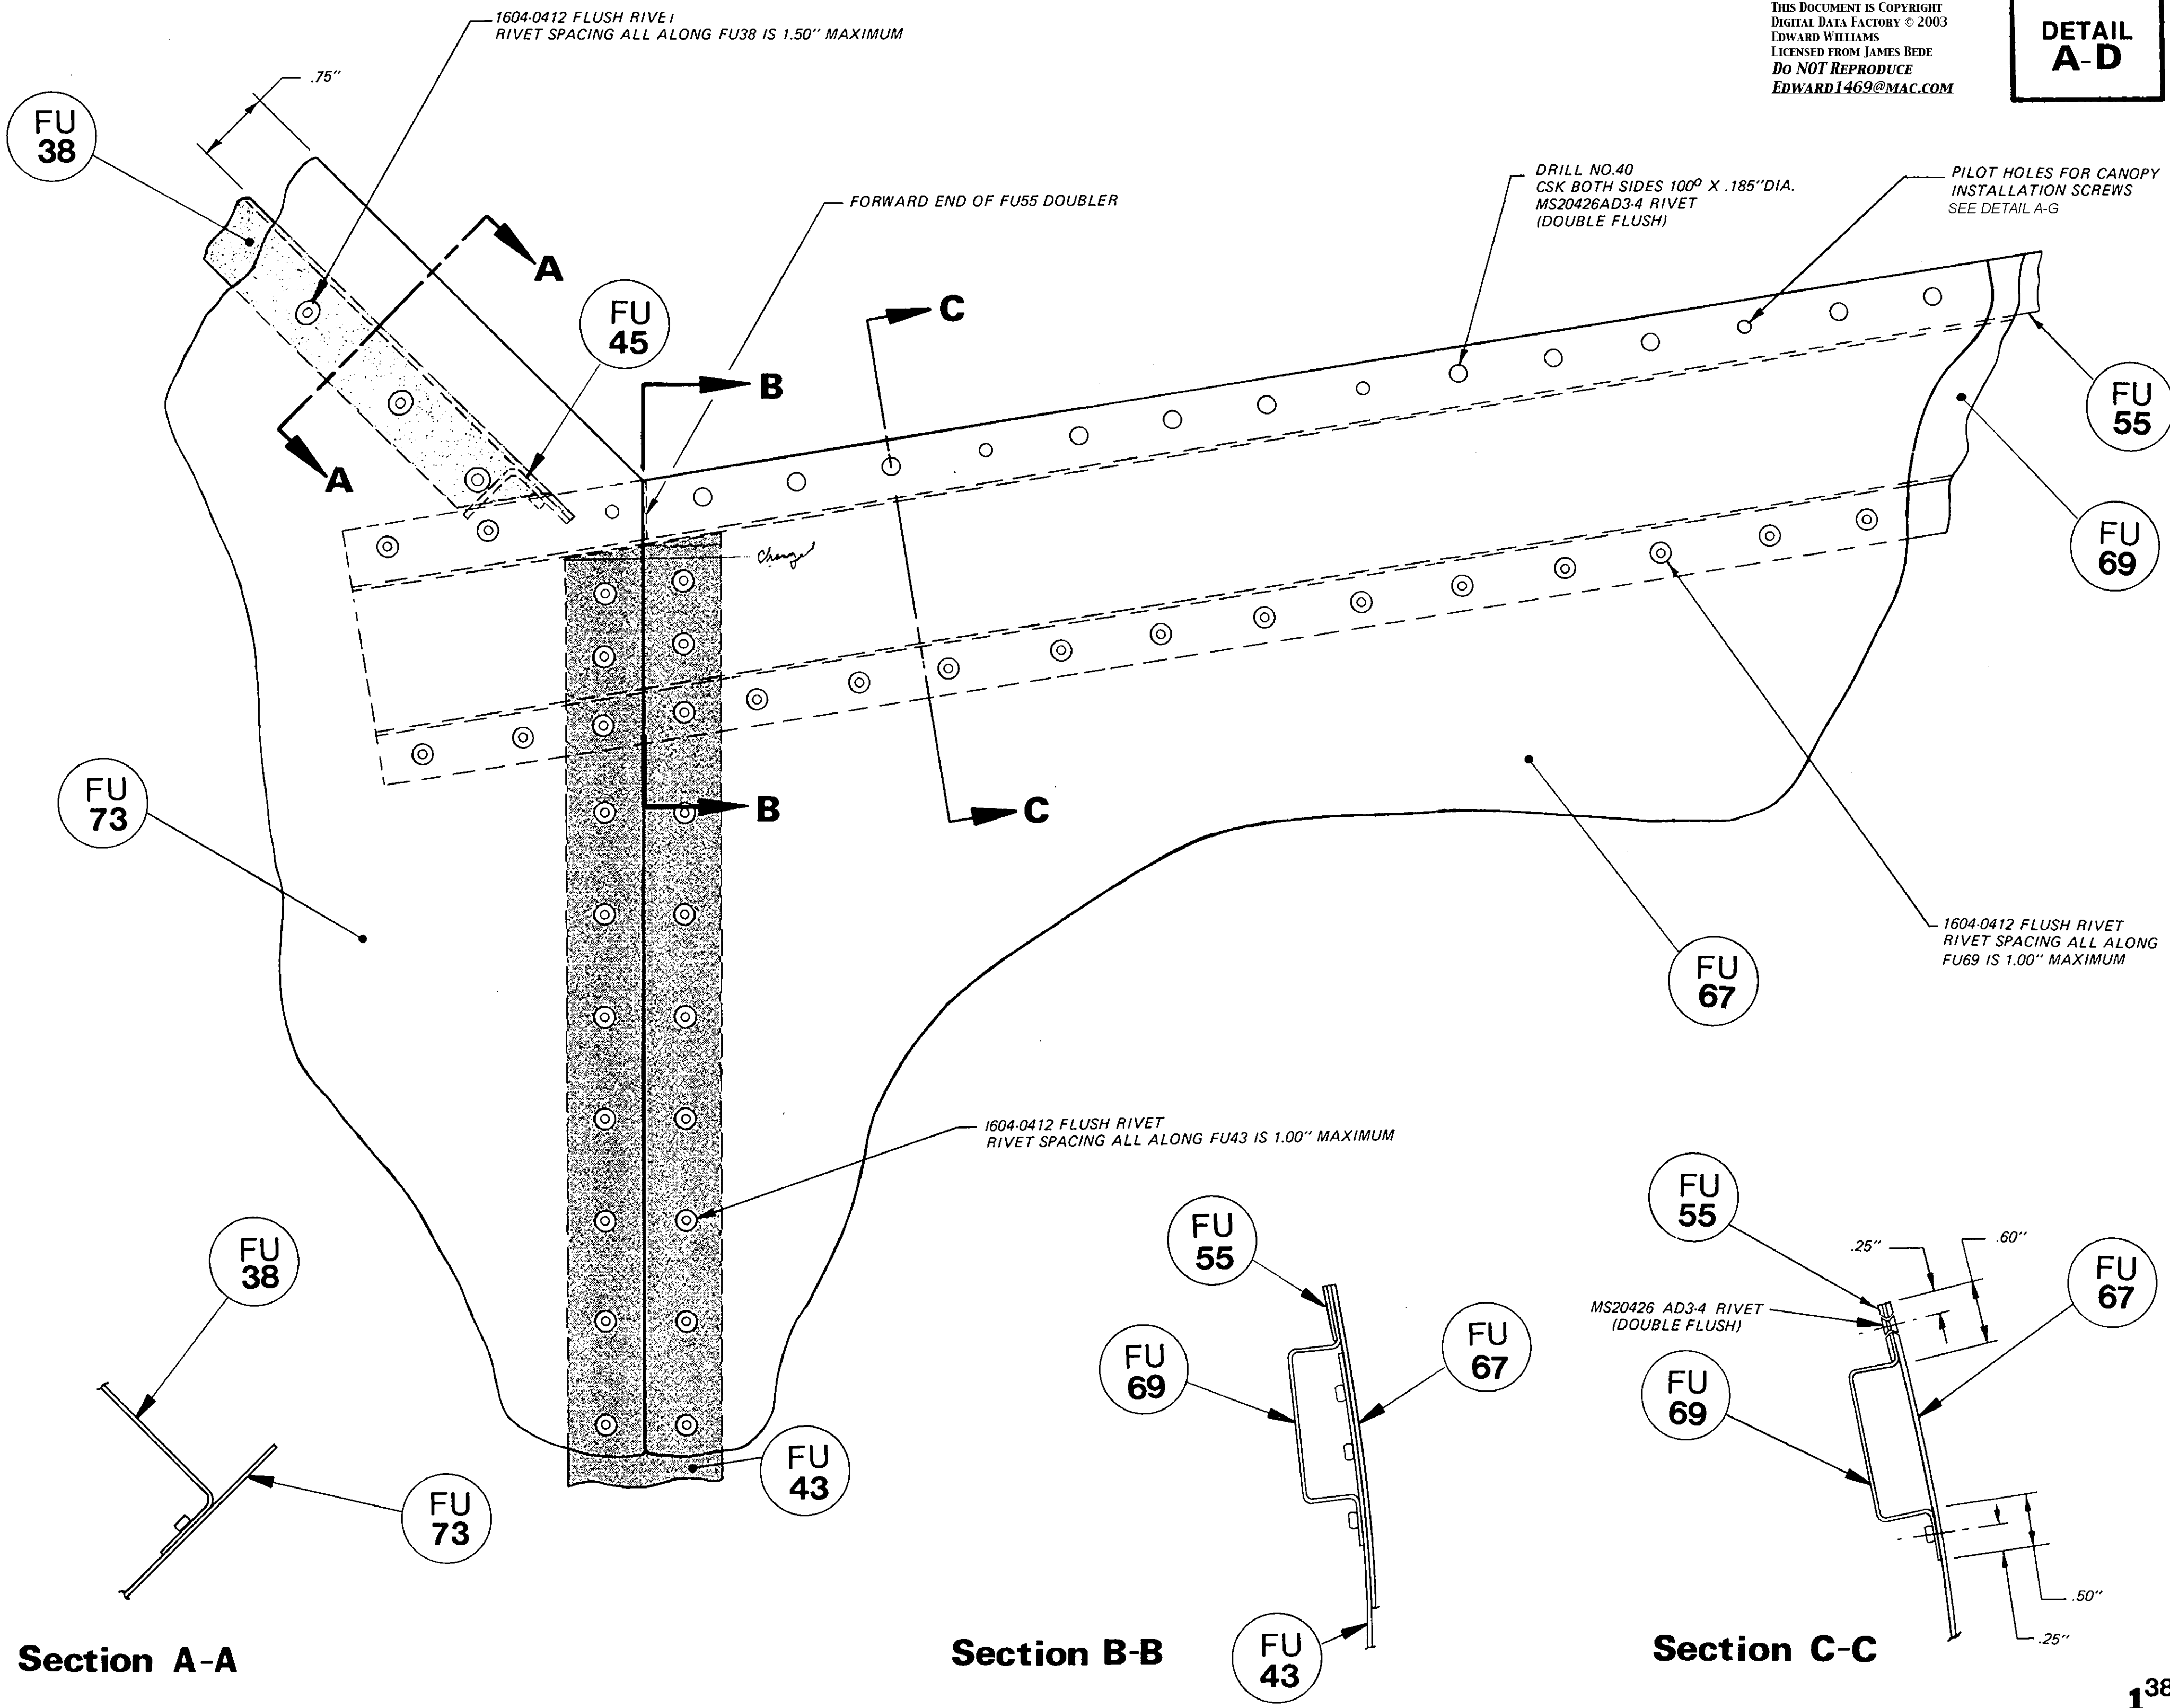 1604-0412 FLUSH RIVET
RIVET SPACING ALL ALONG FU38 IS 1.50" MAXIMUM
THIS DOCUMENT IS COPYRIGHT
DIGITAL DATA FACTORY © 2003
EDWARD WILLIAMS
LICENSED FROM JAMES BEDE
DO NOT REPRODUCE
EDWARD1469@MAC.COM
DETAIL
A-D
.75"
FU
38
FORWARD END OF FU55 DOUBLER
DRILL NO.40
CSK BOTH SIDES 100° X .185"DIA.
MS20426AD3-4 RIVET
(DOUBLE FLUSH)
PILOT HOLES FOR CANOPY
INSTALLATION SCREWS
SEE DETAIL A-G
A
A
FU
45
C
B
FU
55
FU
69
Changed
B
C
FU
73
1604-0412 FLUSH RIVET
RIVET SPACING ALL ALONG
FU69 IS 1.00" MAXIMUM
FU
67
1604-0412 FLUSH RIVET
RIVET SPACING ALL ALONG FU43 IS 1.00" MAXIMUM
FU
43
FU
38
FU
73
Section A-A
FU
55
FU
69
FU
67
FU
43
Section B-B
FU
55
.25"
.60"
FU
67
MS20426 AD3-4 RIVET
(DOUBLE FLUSH)
FU
69
.50"
.25"
Section C-C
138